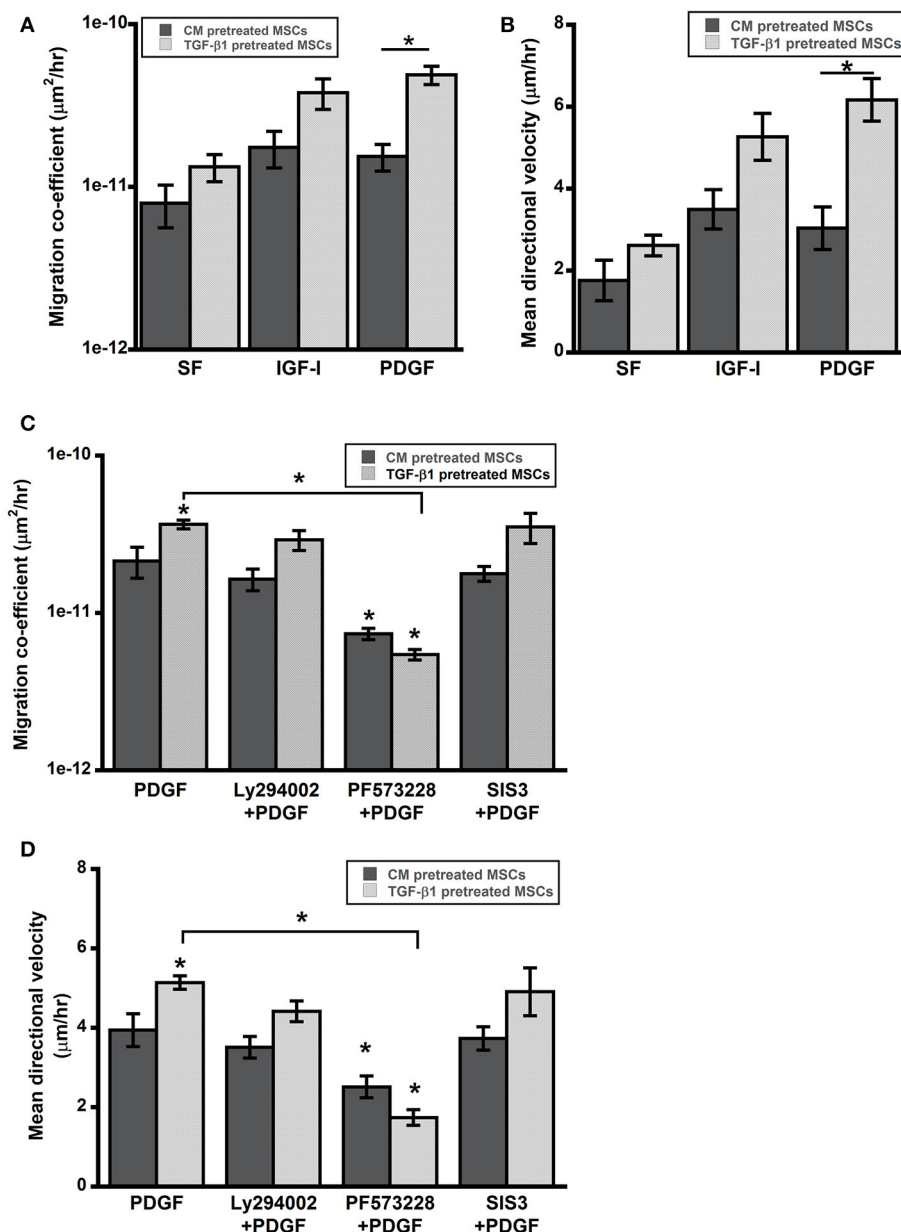 A
Migration co-efficient (μm²/hr)
1e-10
1e-11
1e-12
CM pretreated MSCs
TGF-β1 pretreated MSCs
*
SF IGF-I PDGF
B
Mean directional velocity (μm/hr)
8
6
4
2
0
CM pretreated MSCs
TGF-β1 pretreated MSCs
*
SF IGF-I PDGF
C
Migration co-efficient (μm²/hr)
1e-10
1e-11
1e-12
CM pretreated MSCs
TGF-β1 pretreated MSCs
*
*
* *
PDGF Ly294002 PF573228 SIS3
+PDGF +PDGF +PDGF
D
Mean directional velocity
(μm/hr)
8
6
4
2
0
CM pretreated MSCs
TGF-β1 pretreated MSCs
*
*
* *
PDGF Ly294002 PF573228 SIS3
+PDGF +PDGF +PDGF